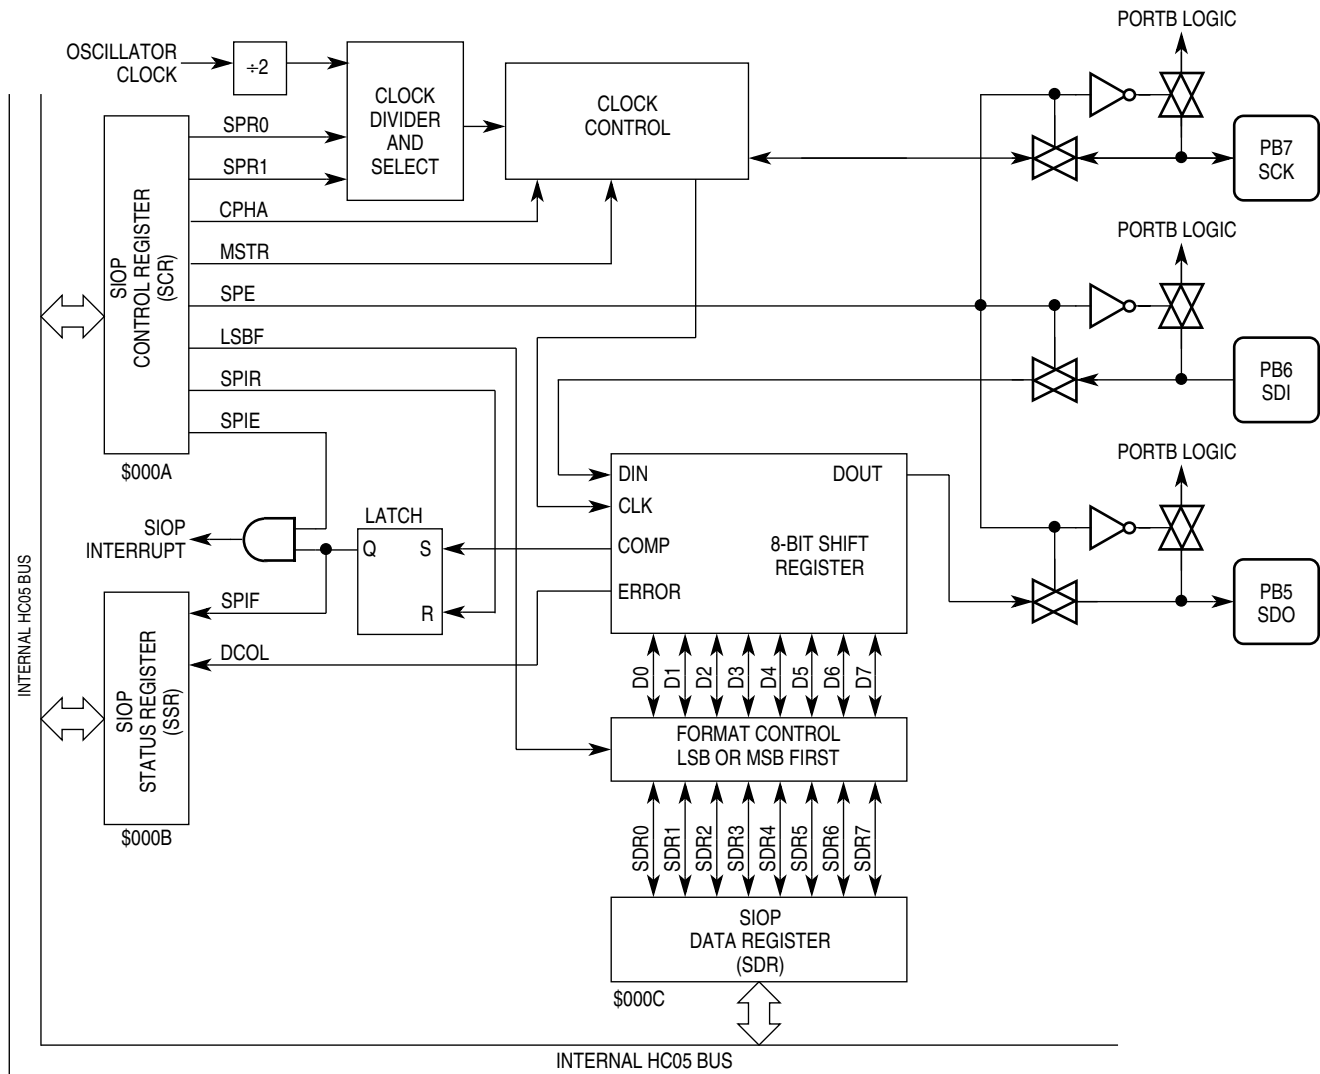 PORTB LOGIC
OSCILLATOR
CLOCK
÷2
CLOCK
DIVIDER
AND
SELECT
CLOCK
CONTROL
PB7
SCK
SPR0
SPR1
CPHA
MSTR
SPE
LSBF
SPIR
SPIE
SIOP
CONTROL REGISTER
(SCR)
$000A
PORTB LOGIC
PB6
SDI
PORTB LOGIC
PB5
SDO
SIOP
INTERRUPT
LATCH
Q
S
R
DIN
CLK
COMP
ERROR
DOUT
8-BIT SHIFT
REGISTER
SPIF
DCOL
SIOP
STATUS REGISTER
(SSR)
$000B
INTERNAL HC05 BUS
D0
D1
D2
D3
D4
D5
D6
D7
FORMAT CONTROL
LSB OR MSB FIRST
SDR0
SDR1
SDR2
SDR3
SDR4
SDR5
SDR6
SDR7
SIOP
DATA REGISTER
(SDR)
$000C
INTERNAL HC05 BUS